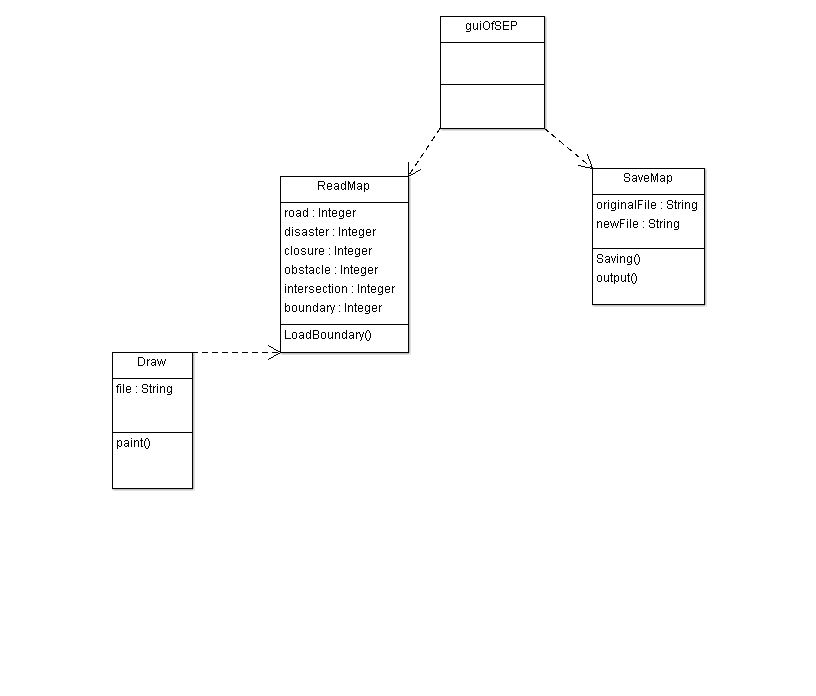 guiOfSEP
ReadMap
road : Integer
disaster : Integer
closure : Integer
obstacle : Integer
intersection : Integer
boundary : Integer
LoadBoundary()
SaveMap
originalFile : String
newFile : String
Saving()
output()
Draw
file : String
paint()